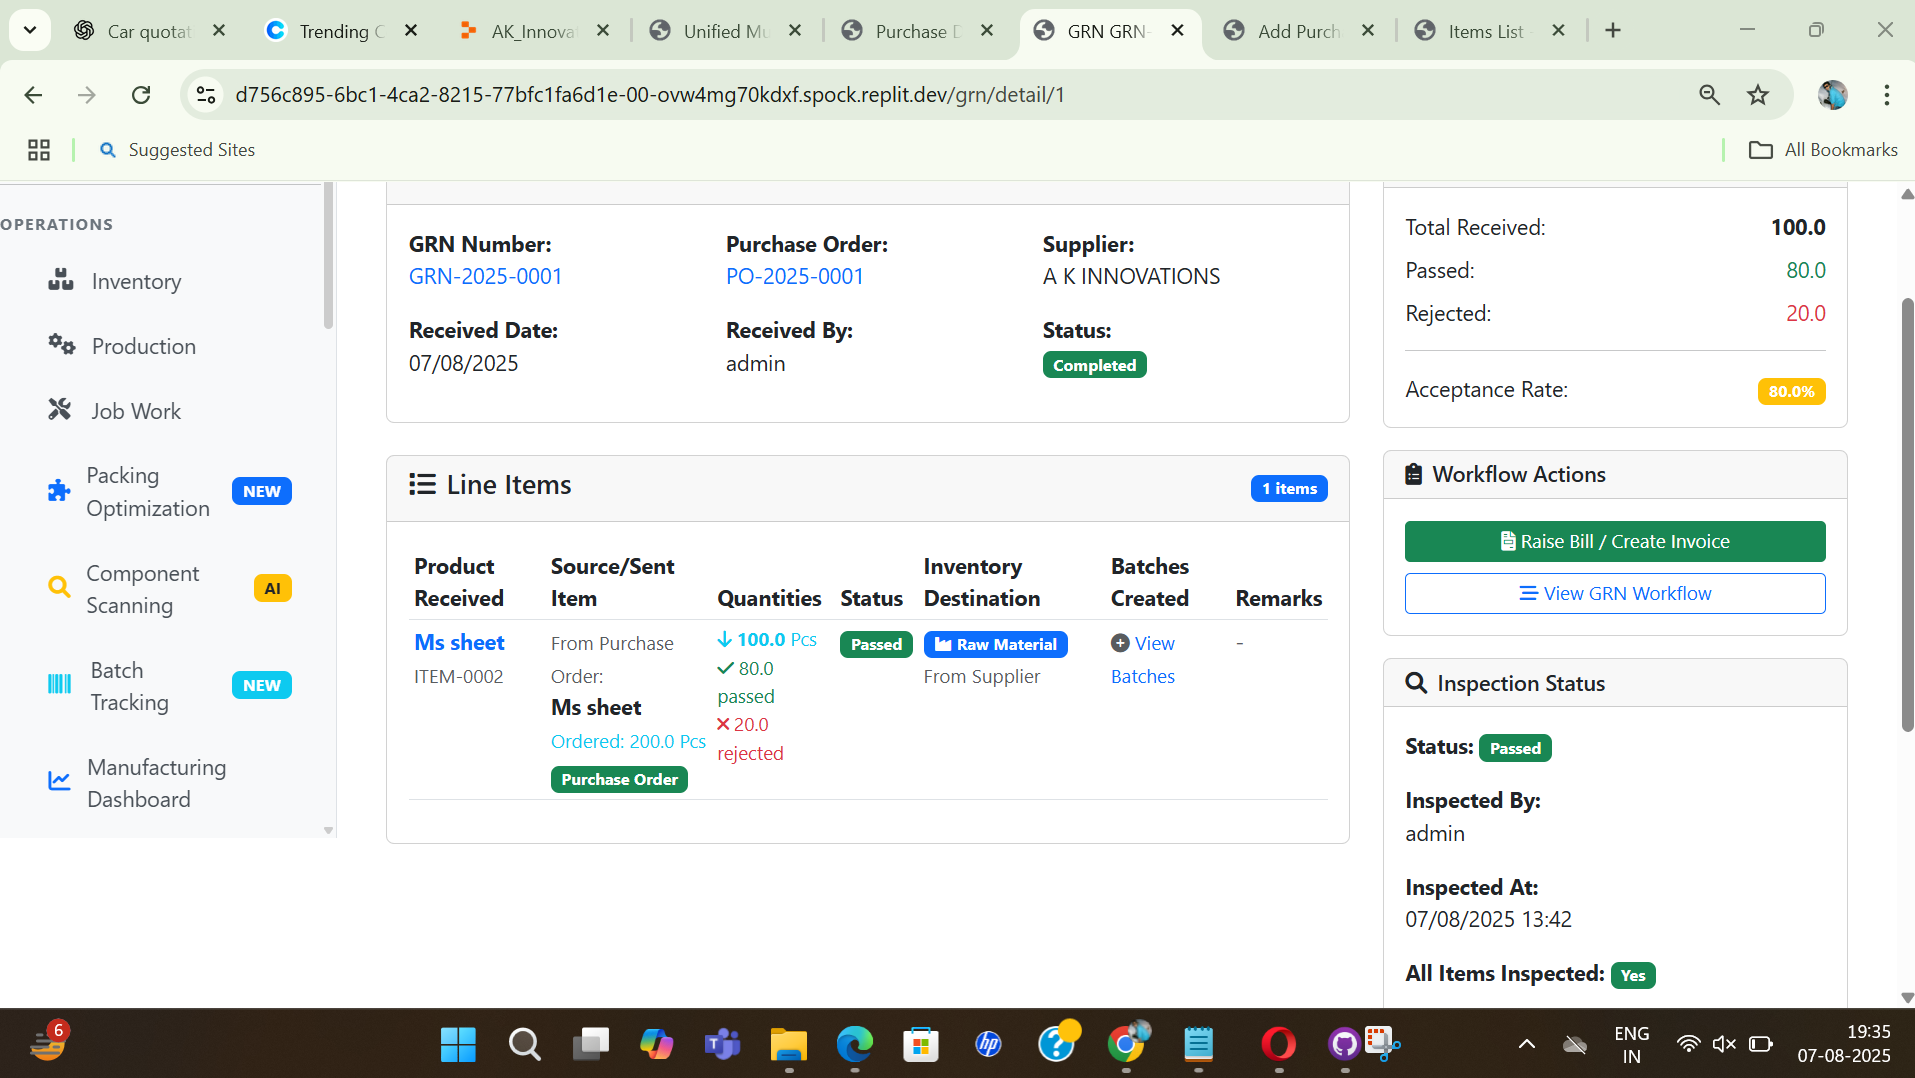 Car quotat
Trending C
AK_Innova
Unified Mu
Purchase D
GRN GRN-
Add Purch
Items List -
d756c895-6bc1-4ca2-8215-77bfc1fa6d1e-00-ovw4mg70kdxf.spock.replit.dev/grn/detail/1
Suggested Sites
All Bookmarks
OPERATIONS
Inventory
Production
Job Work
Packing
Optimization
NEW
Component
Scanning
AI
Batch
Tracking
NEW
Manufacturing
Dashboard
GRN Number:
GRN-2025-0001
Purchase Order:
PO-2025-0001
Supplier:
A K INNOVATIONS
Received Date:
07/08/2025
Received By:
admin
Status:
Completed
Line Items
1 items
Product
Received
Source/Sent
Item
Quantities
Status
Inventory
Destination
Batches
Created
Remarks
Ms sheet
ITEM-0002
From Purchase
Order:
Ms sheet
Ordered: 200.0 Pcs
Purchase Order
100.0 Pcs
80.0
passed
20.0
rejected
Passed
Raw Material
From Supplier
View
Batches
-
Total Received: 100.0
Passed: 80.0
Rejected: 20.0
Acceptance Rate: 80.0%
Workflow Actions
Raise Bill / Create Invoice
View GRN Workflow
Inspection Status
Status: Passed
Inspected By:
admin
Inspected At:
07/08/2025 13:42
All Items Inspected: Yes
6
T
hp
?
ENG
IN
19:35
07-08-2025